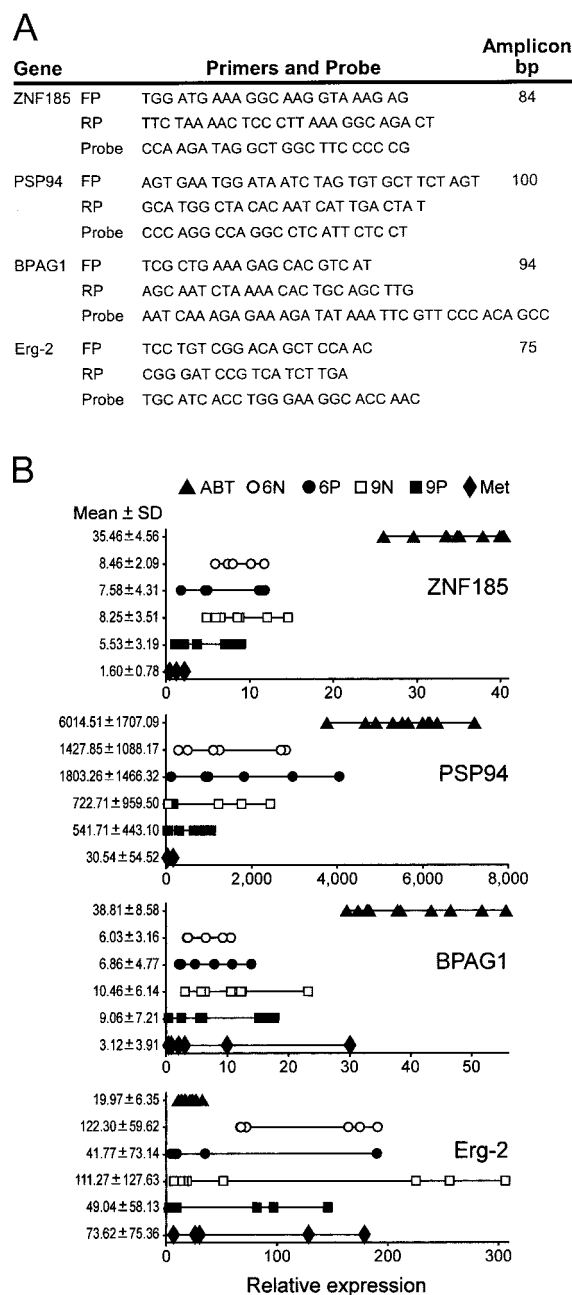 A
Gene Primers and Probe Amplicon bp
ZNF185 FP TGG ATG AAA GGC AAG GTA AAG AG 84
RP TTC TAA AAC TCC CTT AAA GGC AGA CT
Probe CCA AGA TAG GCT GGC TTC CCC CG
PSP94 FP AGT GAA TGG ATA ATC TAG TGT GCT TCT AGT 100
RP GCA TGG CTA CAC AAT CAT TGA CTA T
Probe CCC AGG CCA GGC CTC ATT CTC CT
BPAG1 FP TCG CTG AAA GAG CAC GTC AT 94
RP AGC AAT CTA AAA CAC TGC AGC TTG
Probe AAT CAA AGA GAA AGA TAT AAA TTC GTT CCC ACA GCC
Erg-2 FP TCC TGT CGG ACA GCT CCA AC 75
RP CGG GAT CCG TCA TCT TGA
Probe TGC ATC ACC TGG GAA GGC ACC AAC
B
ABT 6N 6P 9N 9P Met
Mean ± SD
35.46 ± 4.56
8.46 ± 2.09
7.58 ± 4.31
8.25 ± 3.51
5.53 ± 3.19
1.60 ± 0.78
ZNF185
0 10 20 30 40
6014.51 ± 1707.09
1427.85 ± 1088.17
1803.26 ± 1466.32
722.71 ± 959.50
541.71 ± 443.10
30.54 ± 54.52
PSP94
0 2,000 4,000 6,000 8,000
38.81 ± 8.58
6.03 ± 3.16
6.86 ± 4.77
10.46 ± 6.14
9.06 ± 7.21
3.12 ± 3.91
BPAG1
0 10 20 30 40 50
19.97 ± 6.35
122.30 ± 59.62
41.77 ± 73.14
111.27 ± 127.63
49.04 ± 58.13
73.62 ± 75.36
Erg-2
0 100 200 300
Relative expression